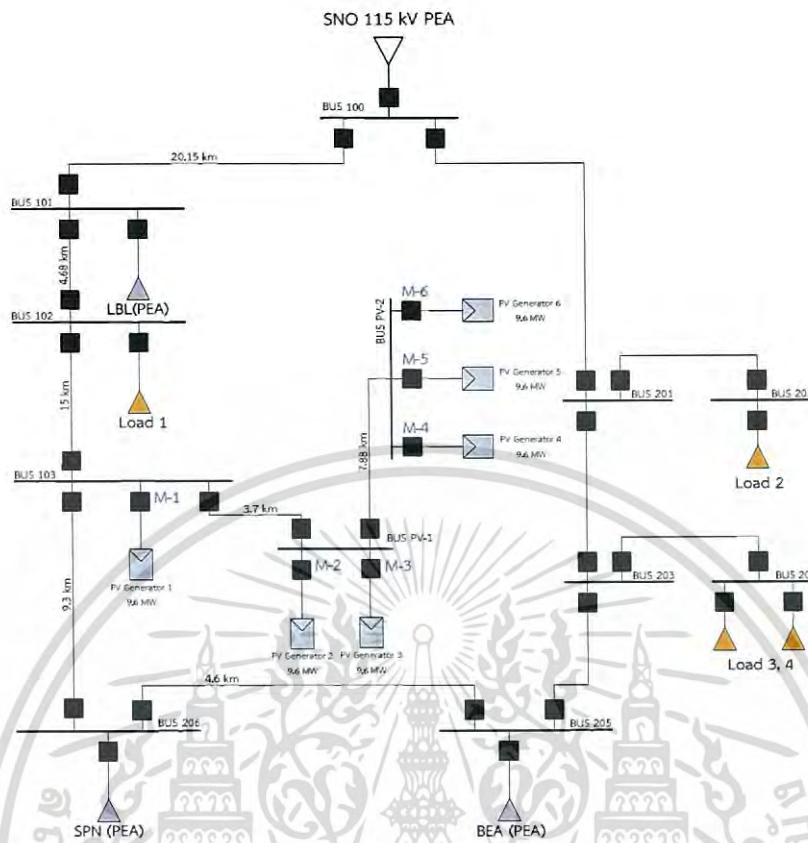 SNO 115 kV PEA
BUS 100
20.15 km
BUS 101
4.68 km
LBL(PEA)
BUS 102
15 km
Load 1
BUS PV-2
M-6
PV Generator 6
9.6 MW
M-5
PV Generator 5
9.6 MW
M-4
PV Generator 4
9.6 MW
7.88 km
BUS 201
BUS 20
Load 2
BUS 103
M-1
3.7 km
PV Generator 1
9.6 MW
9.3 km
BUS PV-1
M-2
M-3
PV Generator 2
9.6 MW
PV Generator 3
9.6 MW
BUS 203
BUS 20
Load 3, 4
4.6 km
BUS 206
BUS 205
SPN (PEA)
BEA (PEA)